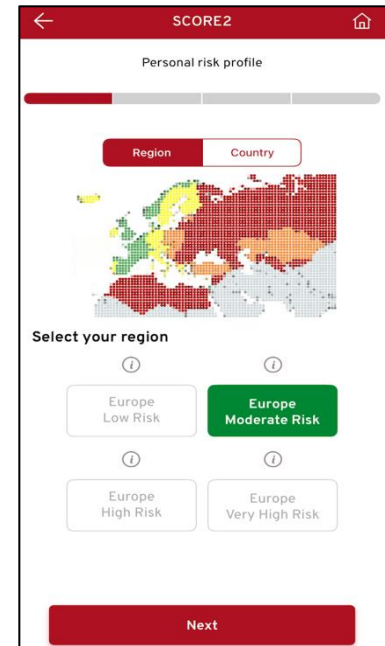 SCORE2
Personal risk profile
Region
Country
Select your region
i
i
Europe
Low Risk
Europe
Moderate Risk
i
i
Europe
High Risk
Europe
Very High Risk
Next